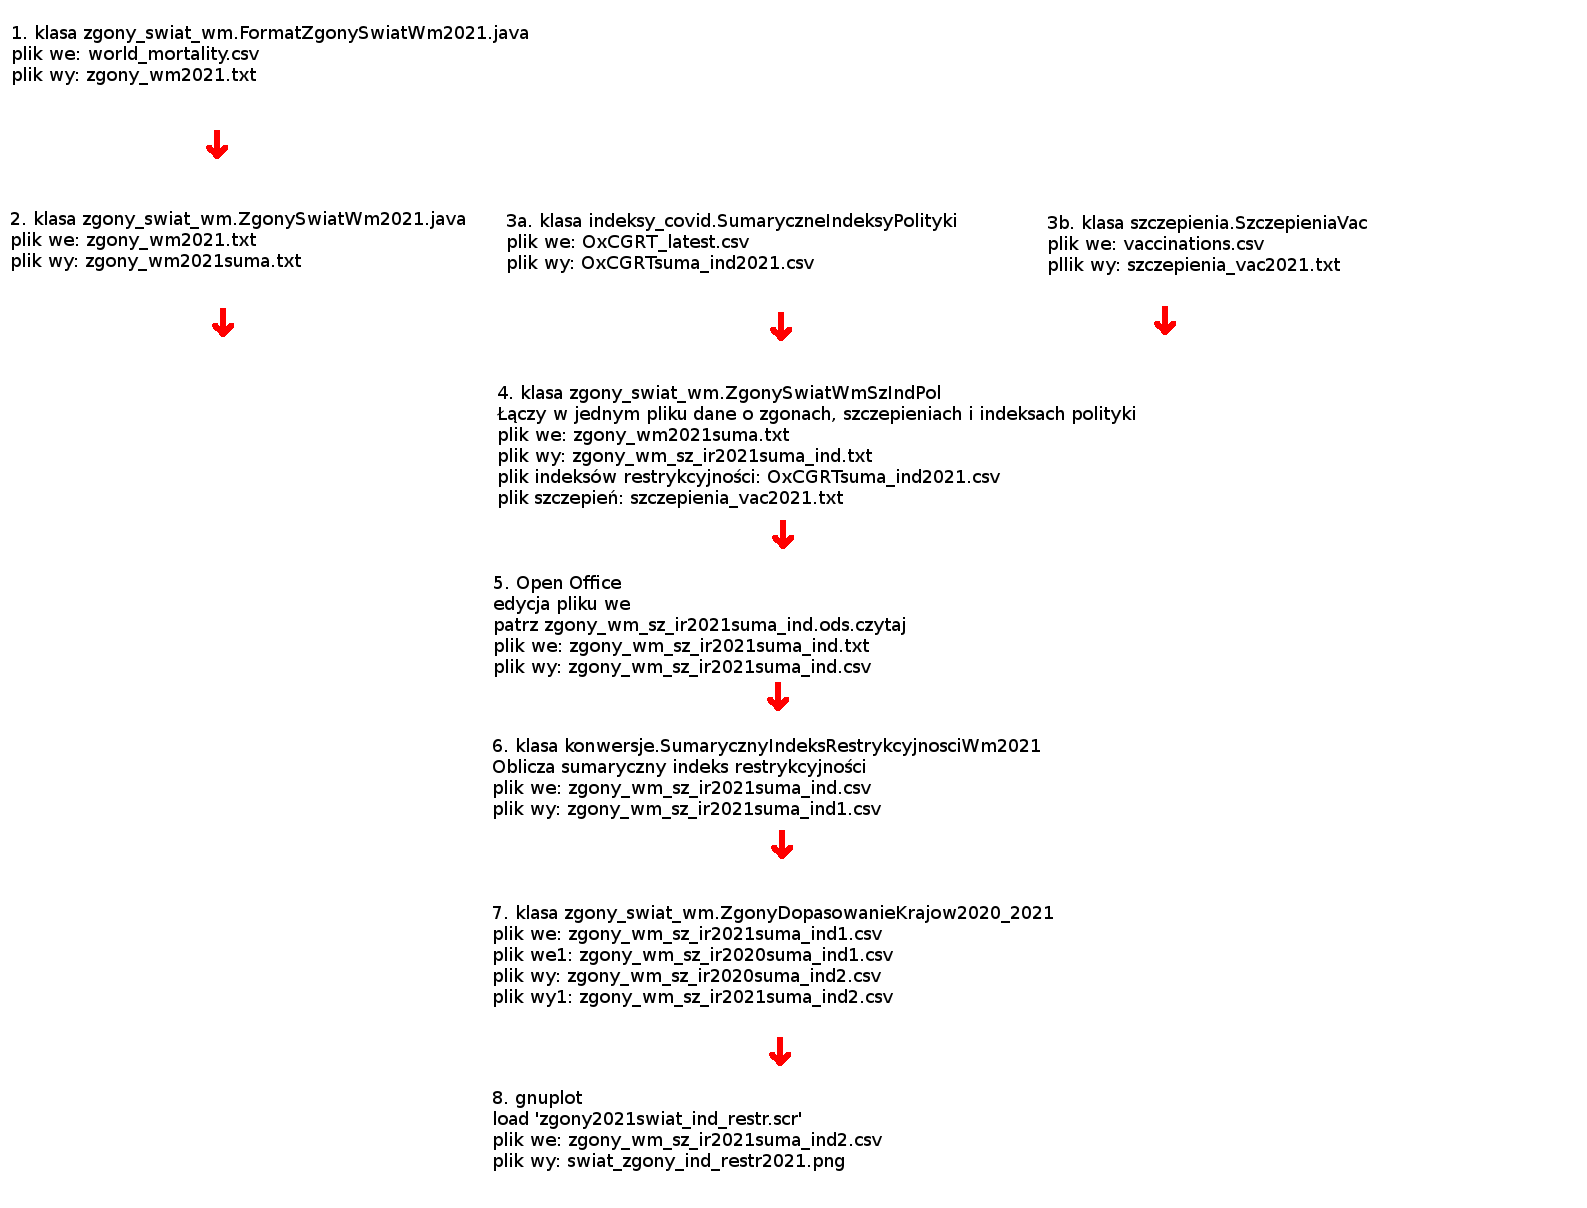 1. klasa zgony_swiat_wm.FormatZgonySwiatWm2021.java
plik we: world_mortality.csv
plik wy: zgony_wm2021.txt
2. klasa zgony_swiat_wm.ZgonySwiatWm2021.java
plik we: zgony_wm2021.txt
plik wy: zgony_wm2021suma.txt
3a. klasa indeksy_covid.SumaryczneIndeksyPolityki
plik we: OxCGRT_latest.csv
plik wy: OxCGRTsuma_ind2021.csv
3b. klasa szczepienia.SzczepieniaVac
plik we: vaccinations.csv
pllik wy: szczepienia_vac2021.txt
4. klasa zgony_swiat_wm.ZgonySwiatWmSzIndPol
Łączy w jednym pliku dane o zgonach, szczepieniach i indeksach polityki
plik we: zgony_wm2021suma.txt
plik wy: zgony_wm_sz_ir2021suma_ind.txt
plik indeksów restrykcyjności: OxCGRTsuma_ind2021.csv
plik szczepień: szczepienia_vac2021.txt
5. Open Office
edycja pliku we
patrz zgony_wm_sz_ir2021suma_ind.ods.czytaj
plik we: zgony_wm_sz_ir2021suma_ind.txt
plik wy: zgony_wm_sz_ir2021suma_ind.csv
6. klasa konwersje.SumarycznyIndeksRestrykcyjnosciWm2021
Oblicza sumaryczny indeks restrykcyjności
plik we: zgony_wm_sz_ir2021suma_ind.csv
plik wy: zgony_wm_sz_ir2021suma_ind1.csv
7. klasa zgony_swiat_wm.ZgonyDopasowanieKrajow2020_2021
plik we: zgony_wm_sz_ir2021suma_ind1.csv
plik we1: zgony_wm_sz_ir2020suma_ind1.csv
plik wy: zgony_wm_sz_ir2020suma_ind2.csv
plik wy1: zgony_wm_sz_ir2021suma_ind2.csv
8. gnuplot
load 'zgony2021swiat_ind_restr.scr'
plik we: zgony_wm_sz_ir2021suma_ind2.csv
plik wy: swiat_zgony_ind_restr2021.png